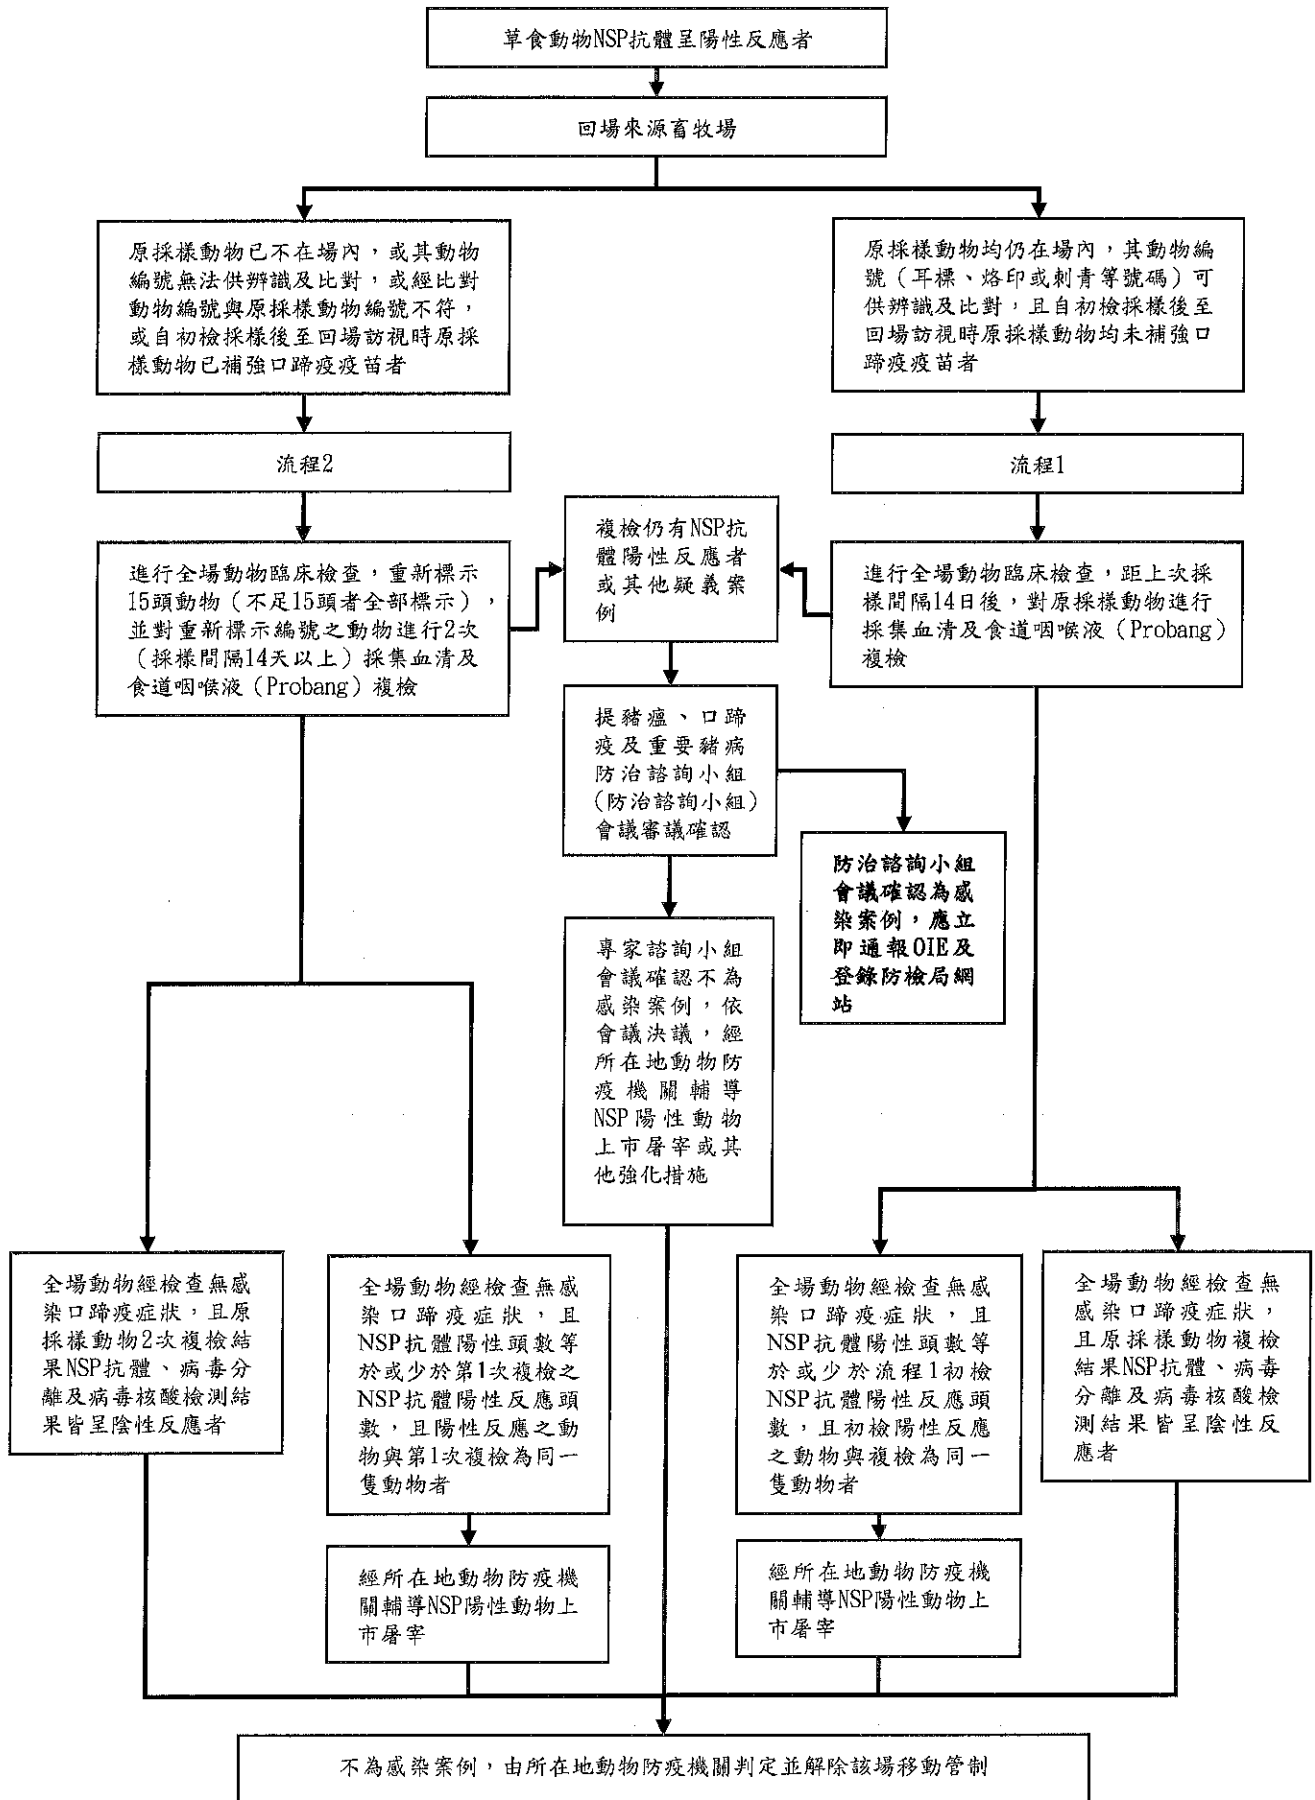 草食動物NSP抗體呈陽性反應者
回場來源畜牧場
原採樣動物已不在場內，或其動物
編號無法供辨識及比對，或經比對
動物編號與原採樣動物編號不符，
或自初檢採樣後至回場訪視時原採
樣動物已補強口蹄疫疫苗者
原採樣動物均仍在場內，其動物編
號（耳標、烙印或刺青等號碼）可
供辨識及比對，且自初檢採樣後至
回場訪視時原採樣動物均未補強口
蹄疫疫苗者
流程2
流程1
進行全場動物臨床檢查，重新標示
15頭動物（不足15頭者全部標示），
並對重新標示編號之動物進行2次
（採樣間隔14天以上）採集血清及
食道咽喉液（Probang）複檢
複檢仍有NSP抗
體陽性反應者
或其他疑義案
例
進行全場動物臨床檢查，距上次採
樣間隔14日後，對原採樣動物進行
採集血清及食道咽喉液（Probang）
複檢
提豬瘟、口蹄
疫及重要豬病
防治諮詢小組
(防治諮詢小組)
會議審議確認
防治諮詢小組
會議確認為感
染案例，應立
即通報OIE及
登錄防檢局網
站
專家諮詢小組
會議確認不為
感染案例，依
會議決議，經
所在地動物防
疫機關輔導
NSP陽性動物
上市屠宰或其
他強化措施
全場動物經檢查無感
染口蹄疫症狀，且原
採樣動物2次複檢結
果NSP抗體、病毒分
離及病毒核酸檢測結
果皆呈陰性反應者
全場動物經檢查無感
染口蹄疫症狀，且
NSP抗體陽性頭數等
於或少於第1次複檢之
NSP抗體陽性反應頭
數，且陽性反應之動
物與第1次複檢為同一
隻動物者
全場動物經檢查無感
染口蹄疫症狀，且
NSP抗體陽性頭數等
於或少於流程1初檢
NSP抗體陽性反應頭
數，且初檢陽性反應
之動物與複檢為同一
隻動物者
全場動物經檢查無
感染口蹄疫症狀，
且原採樣動物複檢
結果NSP抗體、病毒
分離及病毒核酸檢
測結果皆呈陰性反
應者
經所在地動物防疫機
關輔導NSP陽性動物上
市屠宰
經所在地動物防疫機
關輔導NSP陽性動物上
市屠宰
不為感染案例，由所在地動物防疫機關判定並解除該場移動管制